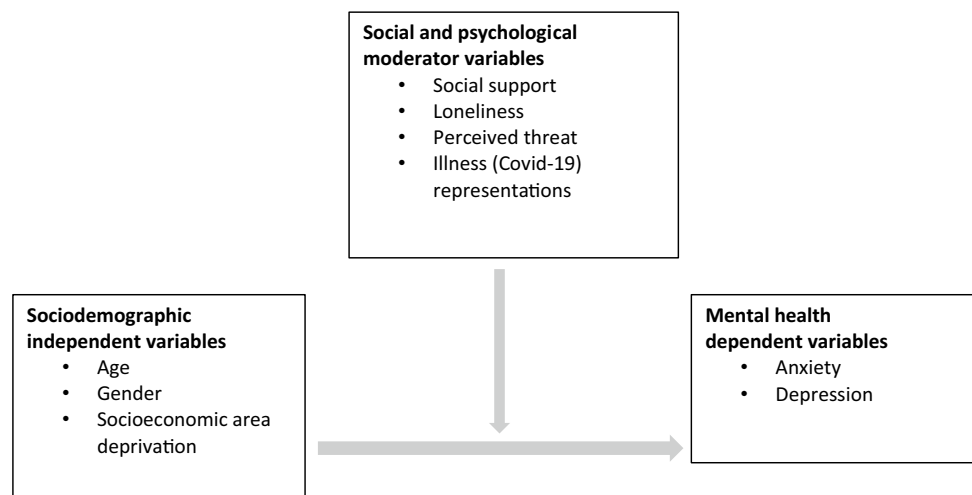 Social and psychological
moderator variables
• Social support
• Loneliness
• Perceived threat
• Illness (Covid-19)
representations
Sociodemographic
independent variables
• Age
• Gender
• Socioeconomic area
deprivation
Mental health
dependent variables
• Anxiety
• Depression